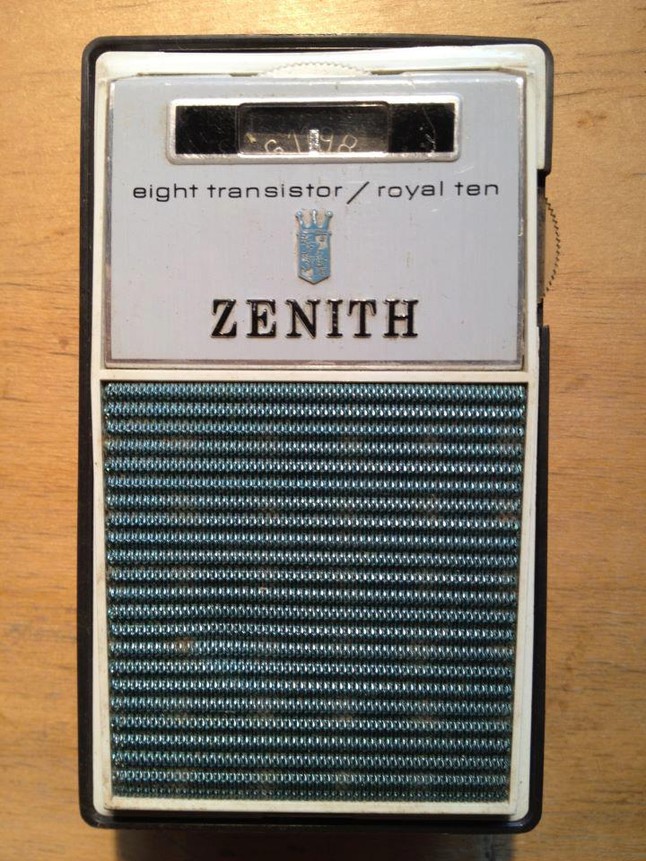 eight transistor / royal ten
ZENITH